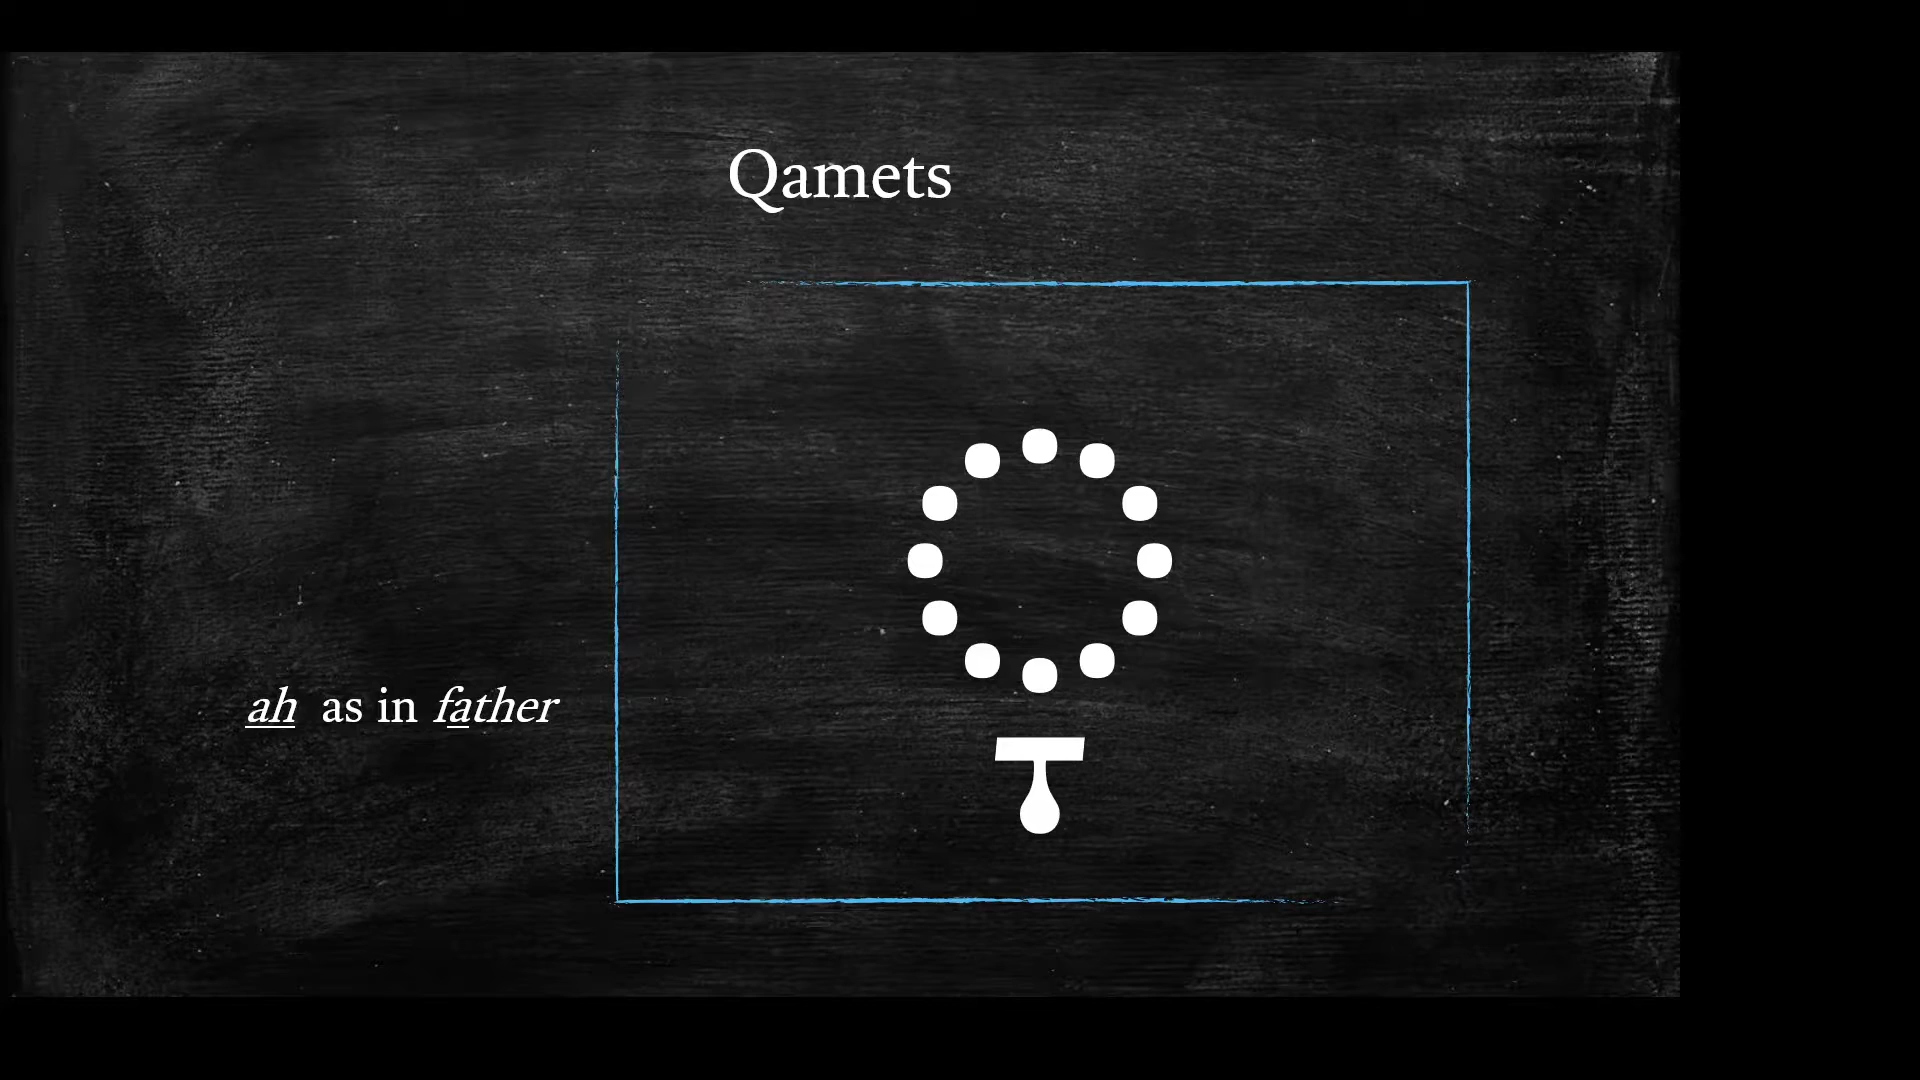 Qamets
ah as in father
◌ָ